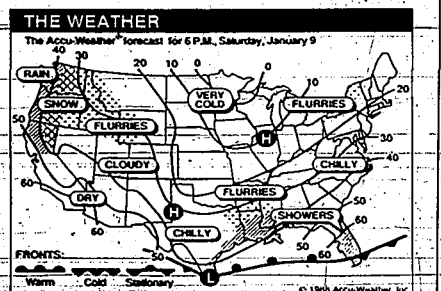 THE WEATHER
The Accu-Weather® forecast for 6 P.M., Saturday, January 9
40 30 20 10 0 0
RAIN
10
20
SNOW
VERY
COLD
FLURRIES
50
FLURRIES
H
30
CLOUDY
CHILLY
40
60
FLURRIES
DRY
H
SHOWERS
50
60
60
CHILLY
50
50 60
FRONTS:
L
Warm Cold Stationary
Accu-Weather, Inc.